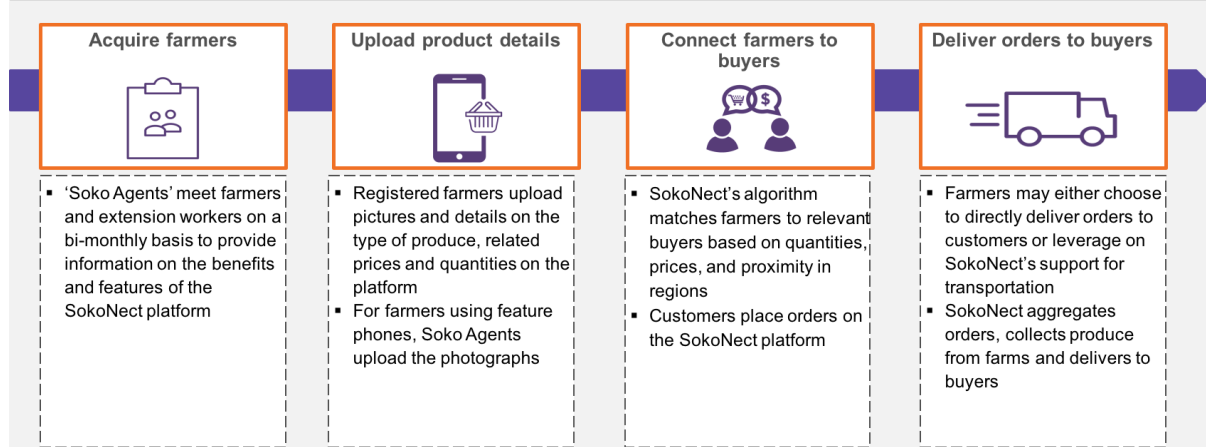 Acquire farmers
▪ ‘Soko Agents’ meet farmers
and extension workers on a
bi-monthly basis to provide
information on the benefits
and features of the
SokoNect platform
Upload product details
▪ Registered farmers upload
pictures and details on the
type of produce, related
prices and quantities on the
platform
▪ For farmers using feature
phones, Soko Agents
upload the photographs
Connect farmers to
buyers
$
▪ SokoNect’s algorithm
matches farmers to relevant
buyers based on quantities,
prices, and proximity in
regions
▪ Customers place orders on
the SokoNect platform
Deliver orders to buyers
▪ Farmers may either choose
to directly deliver orders to
customers or leverage on
SokoNect’s support for
transportation
▪ SokoNect aggregates
orders, collects produce
from farms and delivers to
buyers